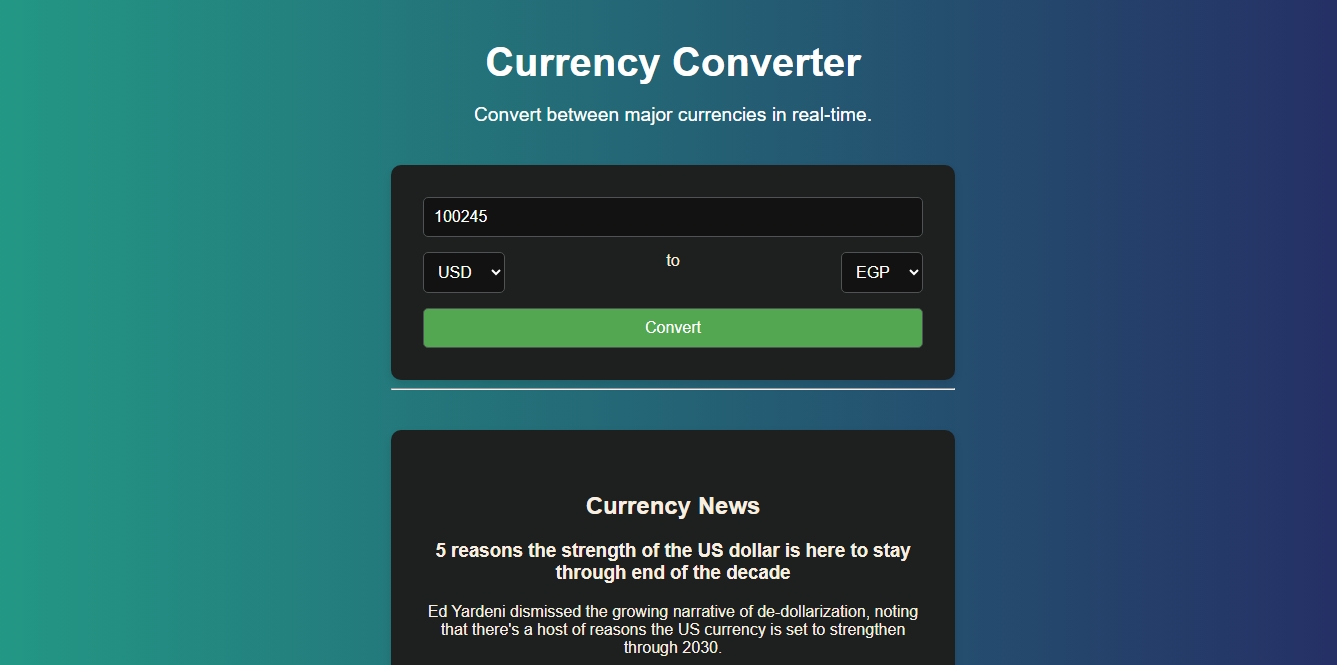 Currency Converter
Convert between major currencies in real-time.
100245
USD to EGP
Convert
Currency News
5 reasons the strength of the US dollar is here to stay
through end of the decade
Ed Yardeni dismissed the growing narrative of de-dollarization, noting
that there's a host of reasons the US currency is set to strengthen
through 2030.